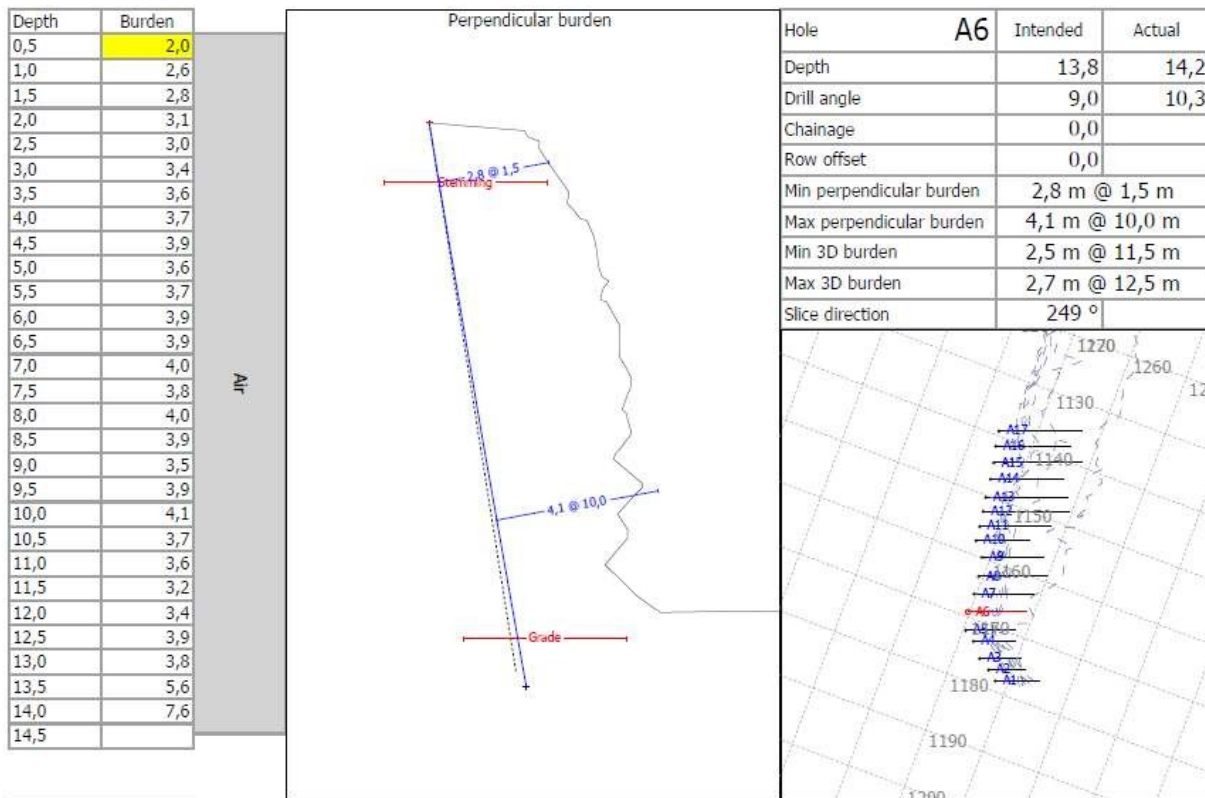 Depth Burden
0,5 2,0
1,0 2,6
1,5 2,8
2,0 3,1
2,5 3,0
3,0 3,4
3,5 3,6
4,0 3,7
4,5 3,9
5,0 3,6
5,5 3,7
6,0 3,9
6,5 3,9
7,0 4,0
7,5 3,8
8,0 4,0
8,5 3,9
9,0 3,5
9,5 3,9
10,0 4,1
10,5 3,7
11,0 3,6
11,5 3,2
12,0 3,4
12,5 3,9
13,0 3,8
13,5 5,6
14,0 7,6
14,5
Air
Perpendicular burden
2,8 @ 1,5
Stemming
4,1 @ 10,0
Grade
Hole A6 Intended Actual
Depth 13,8 14,2
Drill angle 9,0 10,3
Chainage 0,0
Row offset 0,0
Min perpendicular burden 2,8 m @ 1,5 m
Max perpendicular burden 4,1 m @ 10,0 m
Min 3D burden 2,5 m @ 11,5 m
Max 3D burden 2,7 m @ 12,5 m
Slice direction 249 °
1260
1130
A17
A16
1140
A15
A14
A13
A12
1150
A11
A10
A9
1160
A8
A7
A6
A5
A4
A3
A2
A1
1180
1190